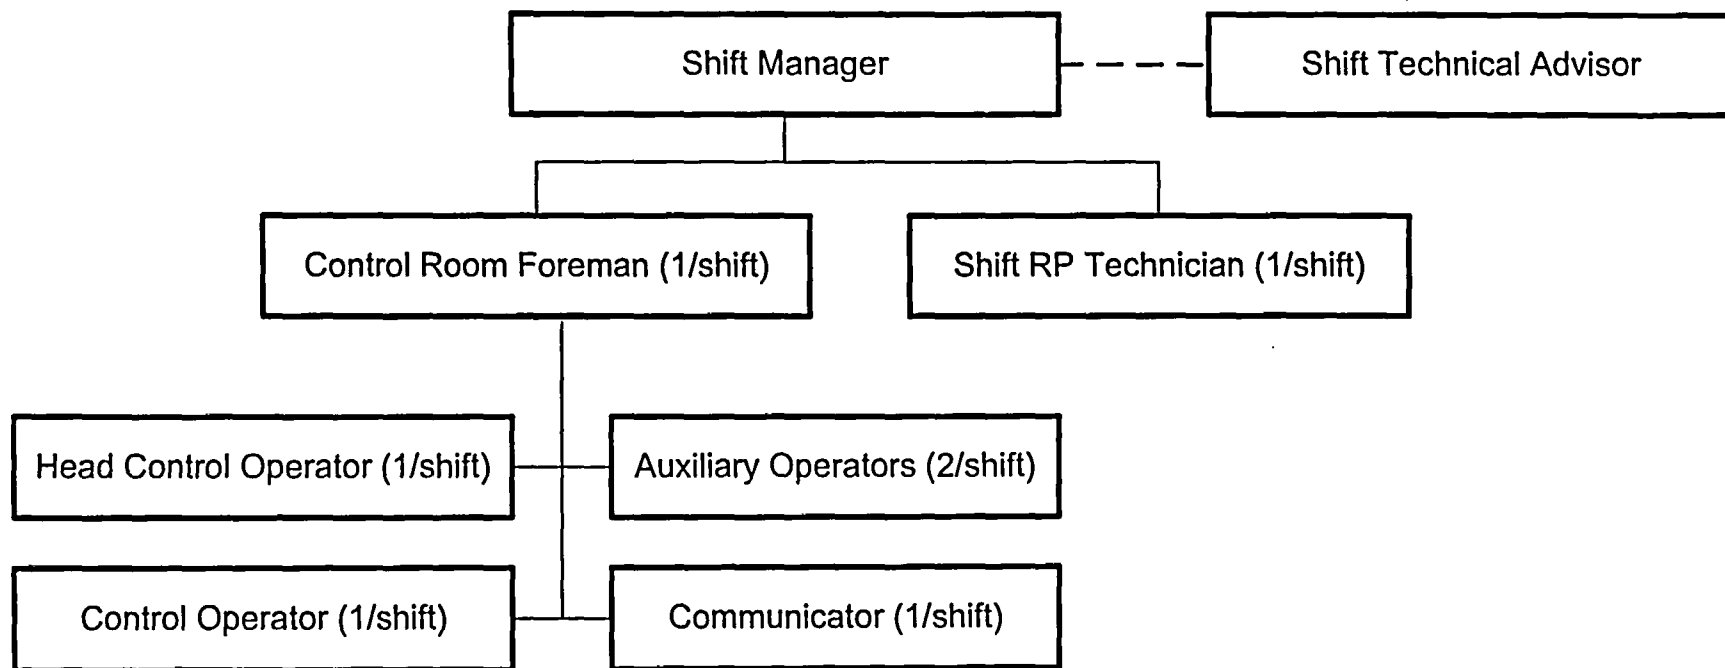 Shift Manager
Shift Technical Advisor
Control Room Foreman (1/shift)
Shift RP Technician (1/shift)
Head Control Operator (1/shift)
Auxiliary Operators (2/shift)
Control Operator (1/shift)
Communicator (1/shift)